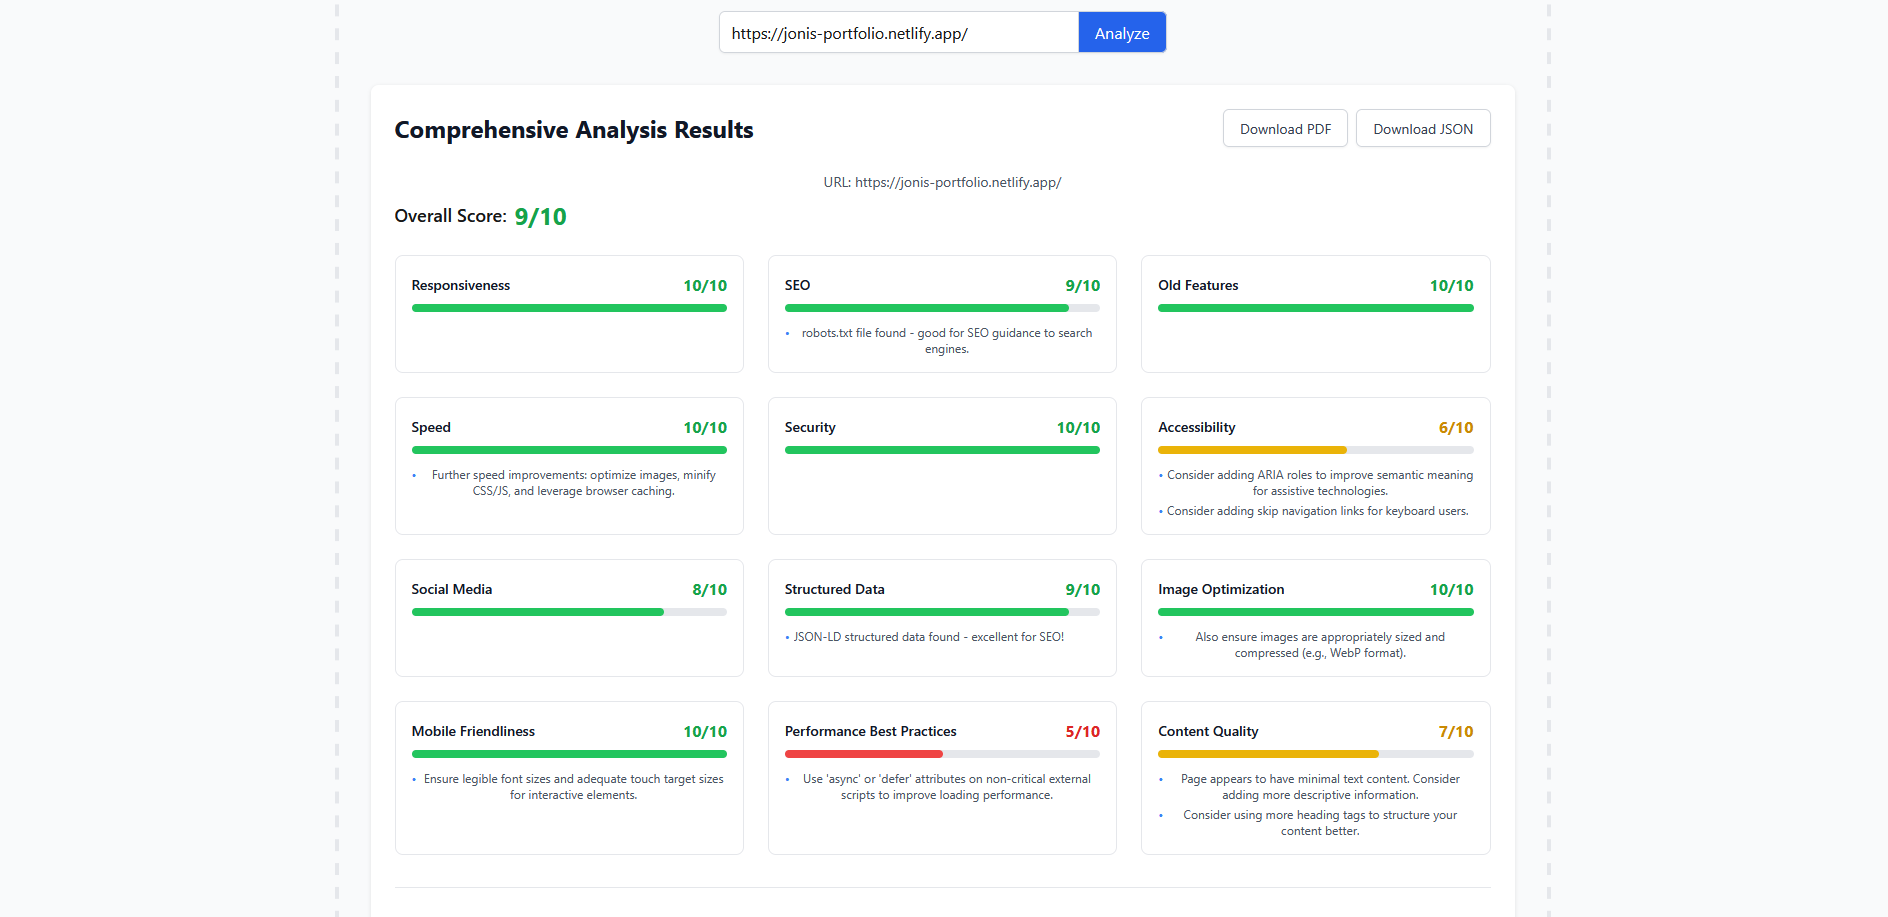 https://jonis-portfolio.netlify.app/
Analyze
Comprehensive Analysis Results
Download PDF
Download JSON
URL: https://jonis-portfolio.netlify.app/
Overall Score: 9/10
Responsiveness 10/10
SEO 9/10
• robots.txt file found - good for SEO guidance to search
engines.
Old Features 10/10
Speed 10/10
• Further speed improvements: optimize images, minify
CSS/JS, and leverage browser caching.
Security 10/10
Accessibility 6/10
• Consider adding ARIA roles to improve semantic meaning
for assistive technologies.
• Consider adding skip navigation links for keyboard users.
Social Media 8/10
Structured Data 9/10
• JSON-LD structured data found - excellent for SEO!
Image Optimization 10/10
• Also ensure images are appropriately sized and
compressed (e.g., WebP format).
Mobile Friendliness 10/10
• Ensure legible font sizes and adequate touch target sizes
for interactive elements.
Performance Best Practices 5/10
• Use 'async' or 'defer' attributes on non-critical external
scripts to improve loading performance.
Content Quality 7/10
• Page appears to have minimal text content. Consider
adding more descriptive information.
• Consider using more heading tags to structure your
content better.